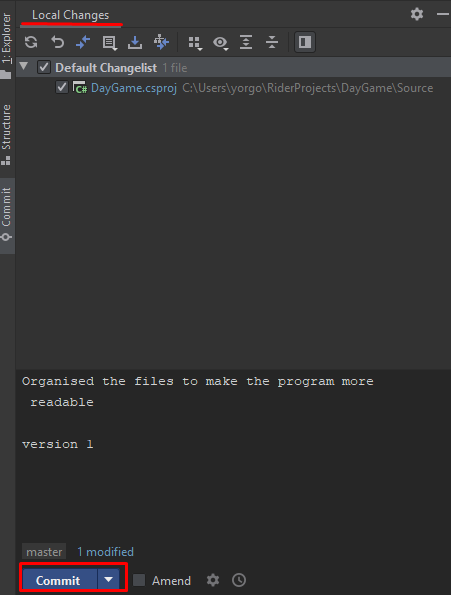 Local Changes
1: Explorer
Structure
Commit
Default Changelist 1 file
C# DayGame.csproj C:\Users\yorgo\RiderProjects\DayGame\Source
Organised the files to make the program more
readable
version 1
master 1 modified
Commit Amend